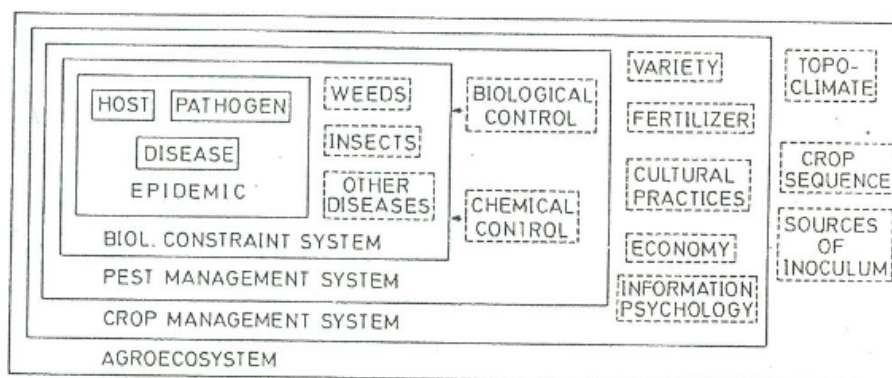 HOST
PATHOGEN
DISEASE
EPIDEMIC
WEEDS
INSECTS
OTHER
DISEASES
BIOL. CONSTRAINT SYSTEM
BIOLOGICAL
CONTROL
CHEMICAL
CONTROL
PEST MANAGEMENT SYSTEM
VARIETY
FERTILIZER
CULTURAL
PRACTICES
ECONOMY
INFORMATION
PSYCHOLOGY
CROP MANAGEMENT SYSTEM
TOPO-
CLIMATE
CROP
SEQUENCE
SOURCES
OF
INOCULUM
AGROECOSYSTEM